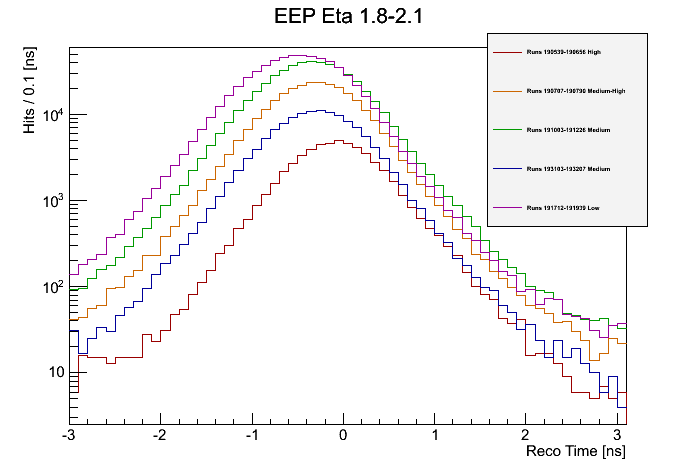 EEP Eta 1.8-2.1
Hits / 0.1 [ns]
Runs 190539-190656 High
Runs 190707-190790 Medium-High
Runs 191003-191226 Medium
Runs 193103-193207 Medium
Runs 191712-191939 Low
10⁴
10³
10²
10
-3 -2 -1 0 1 2 3
Reco Time [ns]